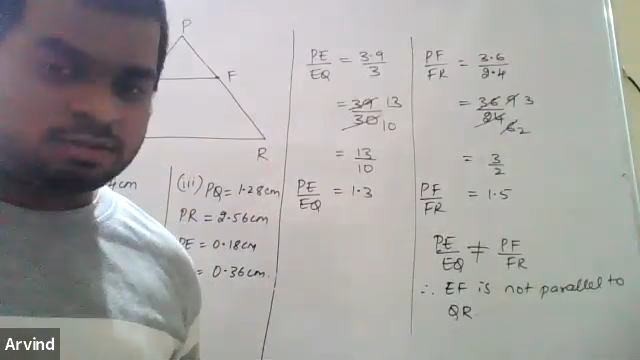 P
F
R
4cm
(iii) PQ = 1.28cm
PR = 2.56cm
PE = 0.18cm
= 0.36cm.
PE/EQ = 3.9/3
= 39/30 13/10
= 13/10
PE/EQ = 1.3
PF/FR = 3.6/2.4
= 36/24 9/6 3/2
= 3/2
PF/FR = 1.5
PE/EQ ≠ PF/FR
∴ EF is not parallel to
QR
Arvind